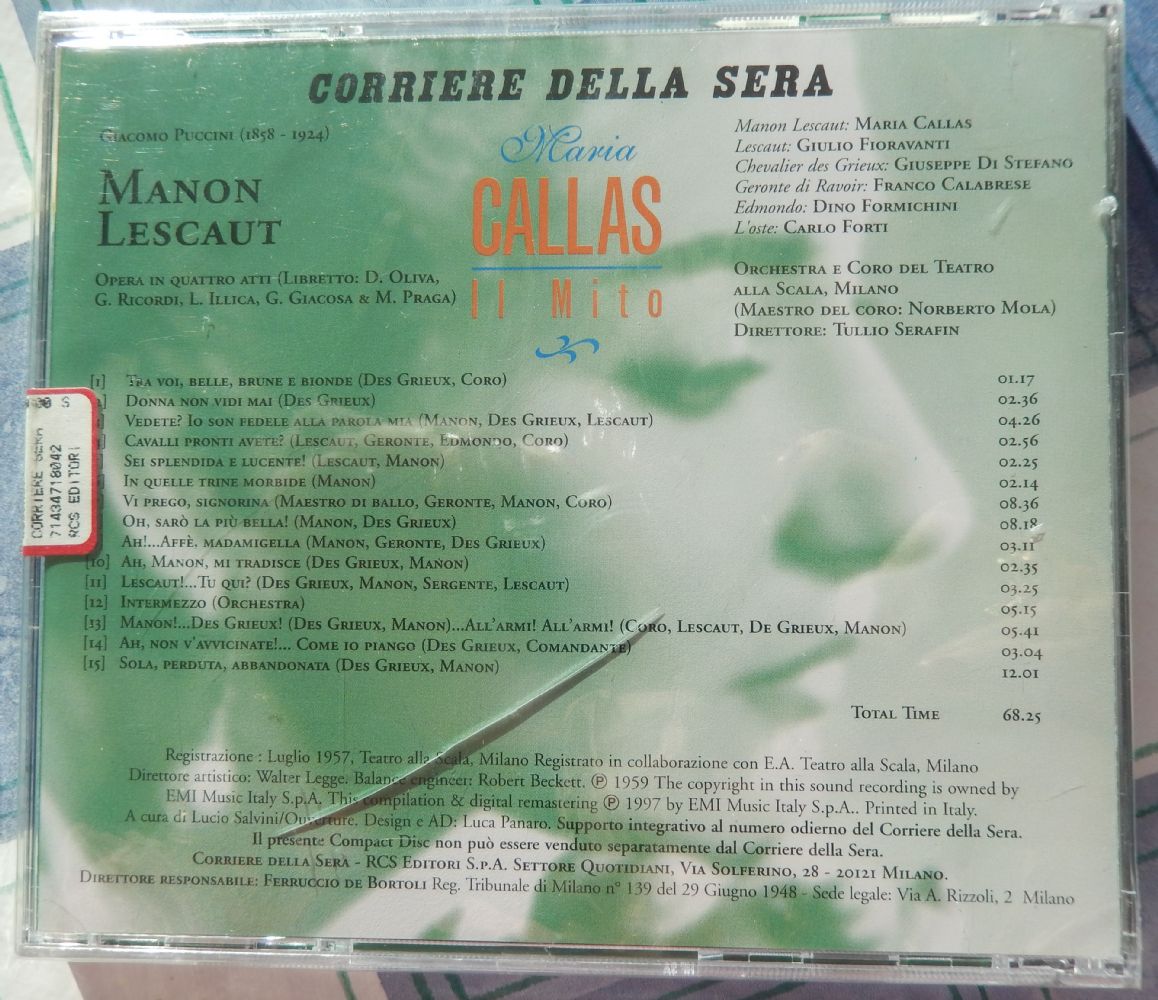 CORRIERE DELLA SERA
Giacomo Puccini (1858 - 1924)
Manon
Lescaut
Opera in quattro atti (Libretto: D. Oliva,
G. Ricordi, L. Illica, G. Giacosa & M. Praga)
Maria
CALLAS
Il Mito
Manon Lescaut: Maria Callas
Lescaut: Giulio Fioravanti
Chevalier des Grieux: Giuseppe Di Stefano
Geronte di Ravoir: Franco Calabrese
Edmondo: Dino Formichini
L'oste: Carlo Forti
Orchestra e Coro del Teatro
alla Scala, Milano
(Maestro del coro: Norberto Mola)
Direttore: Tullio Serafin
[1] Tra voi, belle, brune e bionde (Des Grieux, Coro) 01.17
Donna non vidi mai (Des Grieux) 02.36
Vedete? Io son fedele alla parola mia (Manon, Des Grieux, Lescaut) 04.26
Cavalli pronti avete? (Lescaut, Geronte, Edmondo, Coro) 02.56
Sei splendida e lucente! (Lescaut, Manon) 02.25
In quelle trine morbide (Manon) 02.14
Vi prego, signorina (Maestro di ballo, Geronte, Manon, Coro) 08.36
Oh, sarò la più bella! (Manon, Des Grieux) 08.18
Ah!...Affè, madamigella (Manon, Geronte, Des Grieux) 03.11
[10] Ah, Manon, mi tradisce (Des Grieux, Manon) 02.35
[11] Lescaut!...Tu qui? (Des Grieux, Manon, Sergente, Lescaut) 03.25
[12] Intermezzo (Orchestra) 05.15
[13] Manon!...Des Grieux! (Des Grieux, Manon)...All'armi! All'armi! (Coro, Lescaut, De Grieux, Manon) 05.41
[14] Ah, non v'avvicinate!... Come io piango (Des Grieux, Comandante) 03.04
[15] Sola, perduta, abbandonata (Des Grieux, Manon) 12.01
Total Time 68.25
CORRIERE SERA
71434718042
RCS EDITORI
Registrazione : Luglio 1957, Teatro alla Scala, Milano Registrato in collaborazione con E.A. Teatro alla Scala, Milano
Direttore artistico: Walter Legge. Balance engineer: Robert Beckett. ℗ 1959 The copyright in this sound recording is owned by
EMI Music Italy S.p.A. This compilation & digital remastering ℗ 1997 by EMI Music Italy S.p.A.. Printed in Italy.
A cura di Lucio Salvini/Ouverture. Design e AD: Luca Panaro. Supporto integrativo al numero odierno del Corriere della Sera.
Il presente Compact Disc non può essere venduto separatamente dal Corriere della Sera.
Corriere della Sera - RCS Editori S.p.A. Settore Quotidiani, Via Solferino, 28 - 20121 Milano.
Direttore responsabile: Ferruccio de Bortoli Reg. Tribunale di Milano n° 139 del 29 Giugno 1948 - Sede legale: Via A. Rizzoli, 2 Milano